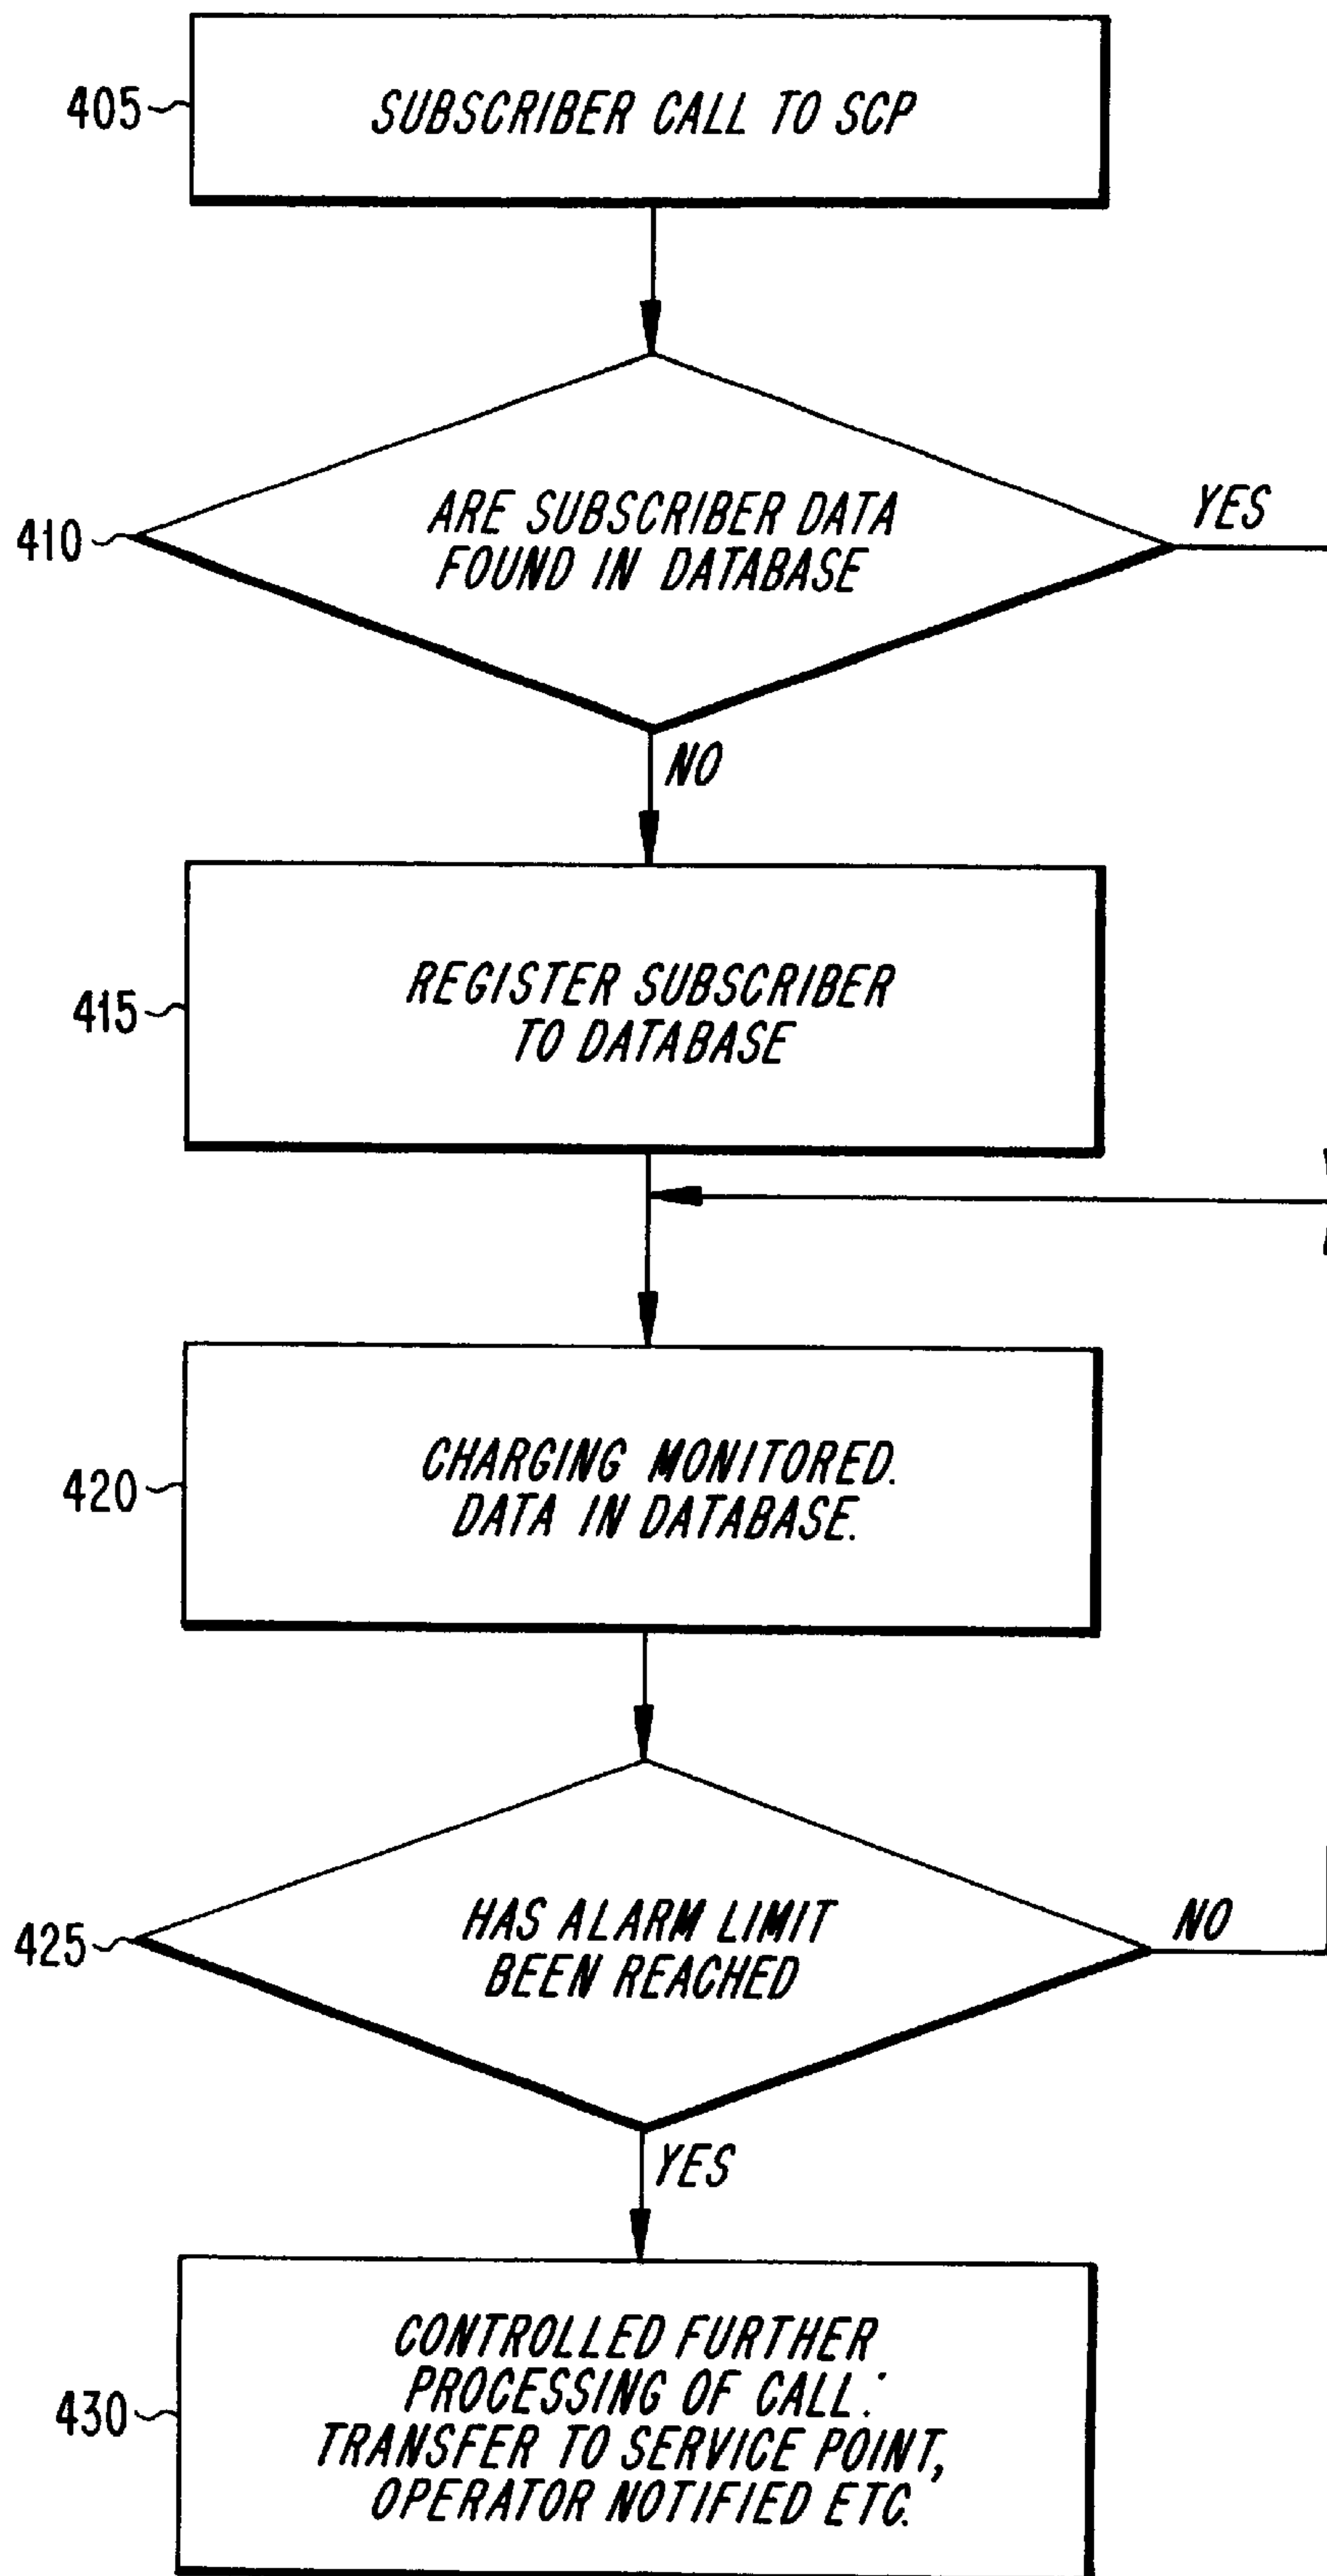 405
SUBSCRIBER CALL TO SCP
410
ARE SUBSCRIBER DATA
FOUND IN DATABASE
YES
NO
415
REGISTER SUBSCRIBER
TO DATABASE
420
CHARGING MONITORED.
DATA IN DATABASE.
425
HAS ALARM LIMIT
BEEN REACHED
NO
YES
430
CONTROLLED FURTHER
PROCESSING OF CALL:
TRANSFER TO SERVICE POINT,
OPERATOR NOTIFIED ETC.